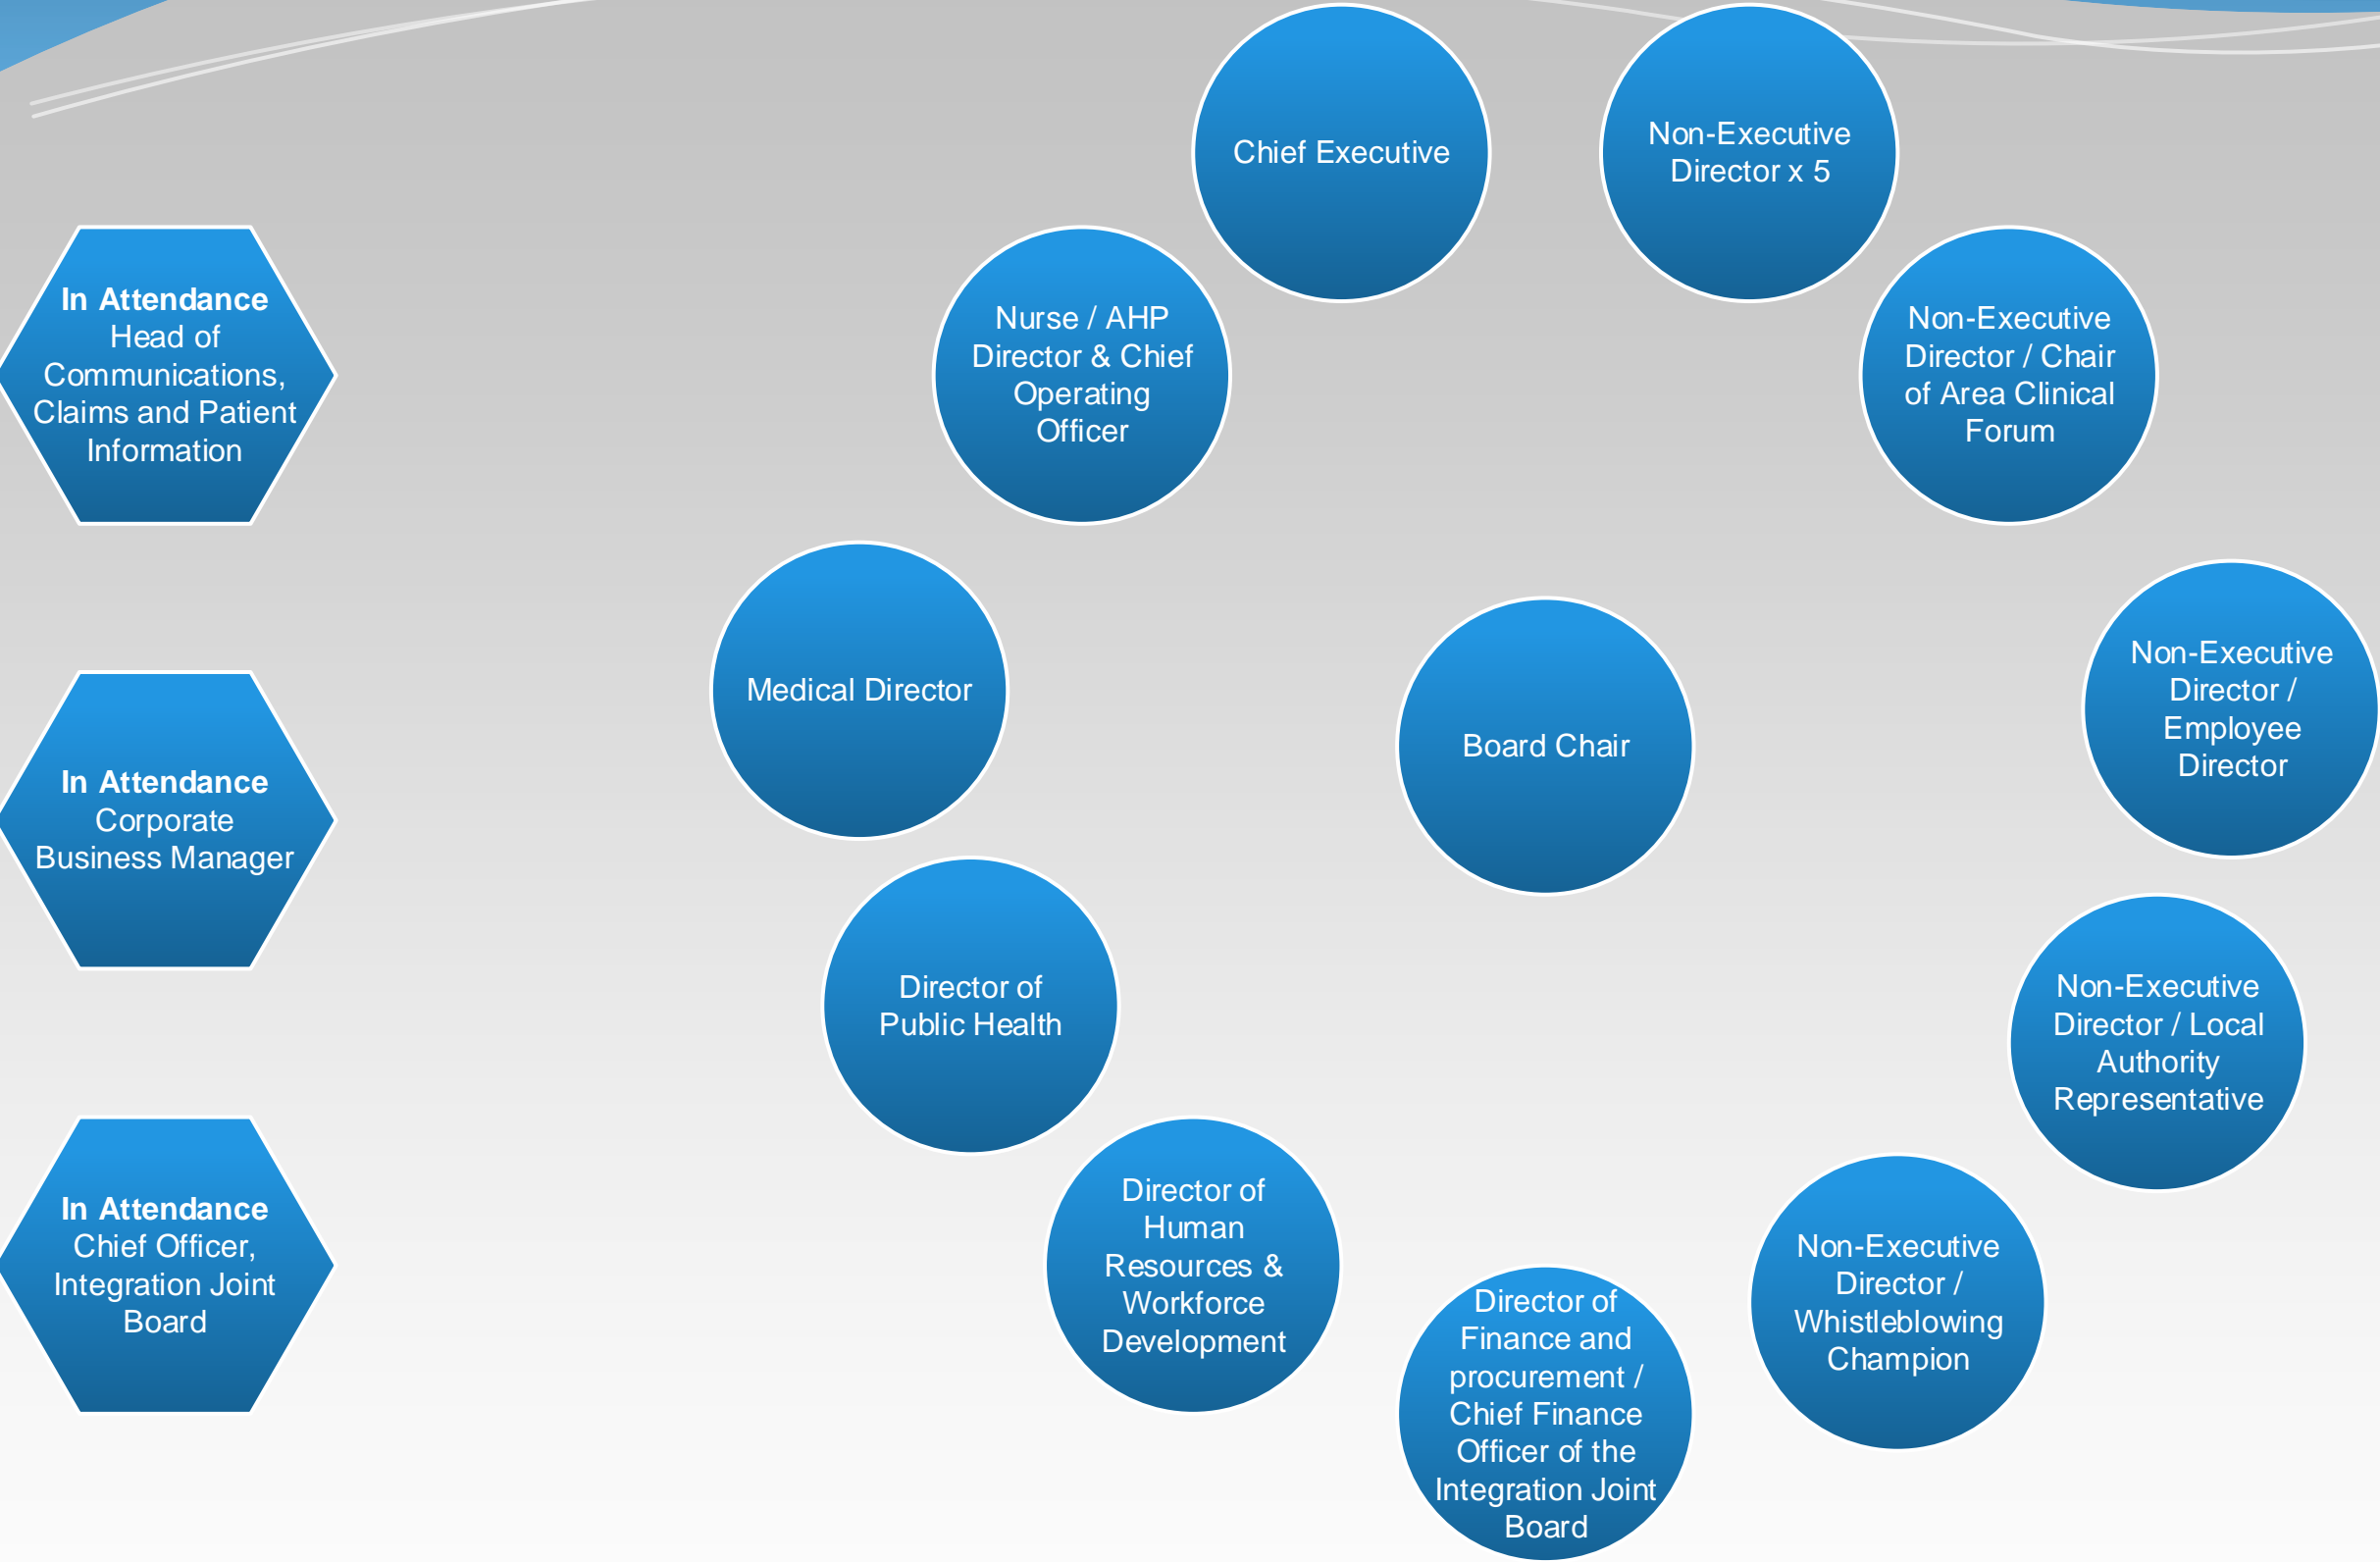 Chief Executive
Non-Executive
Director x 5
In Attendance
Head of
Communications,
Claims and Patient
Information
Nurse / AHP
Director & Chief
Operating
Officer
Non-Executive
Director / Chair
of Area Clinical
Forum
In Attendance
Corporate
Business Manager
Medical Director
Board Chair
Non-Executive
Director /
Employee
Director
Director of
Public Health
Non-Executive
Director / Local
Authority
Representative
In Attendance
Chief Officer,
Integration Joint
Board
Director of
Human
Resources &
Workforce
Development
Director of
Finance and
procurement /
Chief Finance
Officer of the
Integration Joint
Board
Non-Executive
Director /
Whistleblowing
Champion